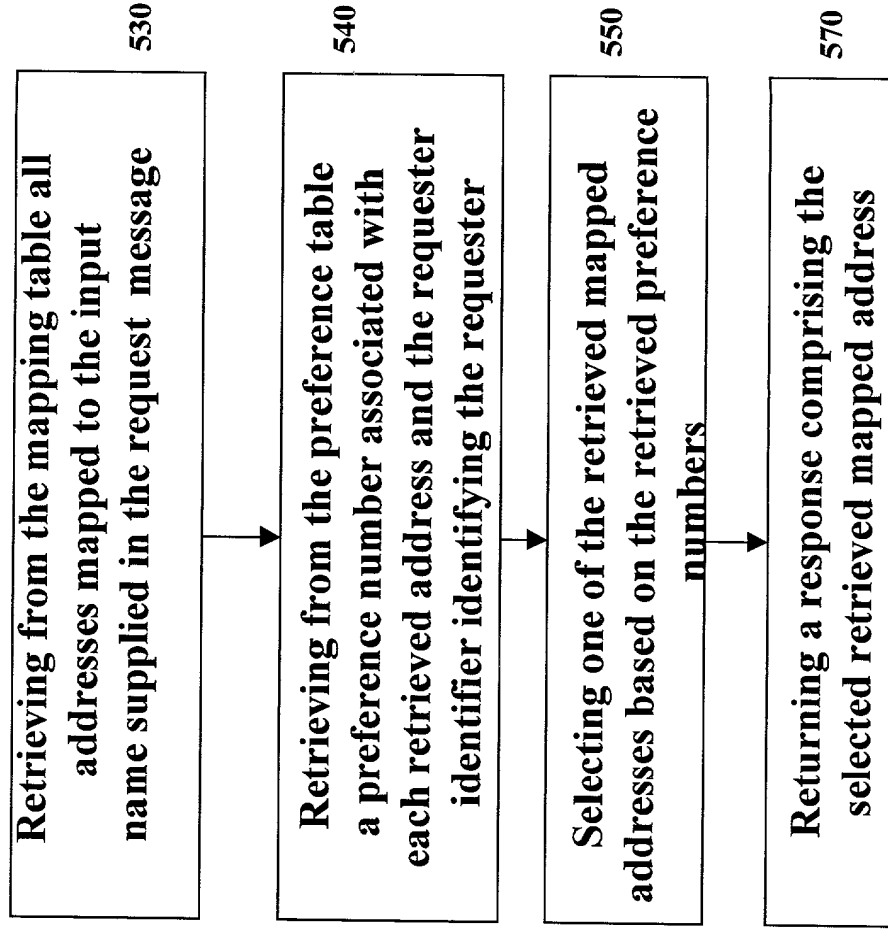 Retrieving from the mapping table all
addresses mapped to the input
name supplied in the request message
530
Retrieving from the preference table
a preference number associated with
each retrieved address and the requester
identifier identifying the requester
540
Selecting one of the retrieved mapped
addresses based on the retrieved preference
numbers
550
Returning a response comprising the
selected retrieved mapped address
570